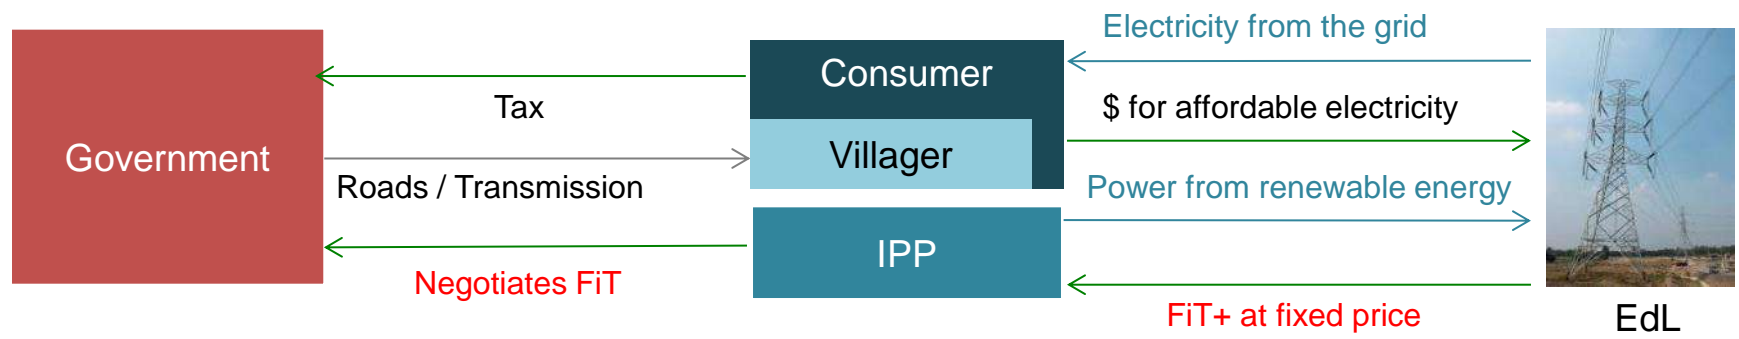 Electricity from the grid
Consumer
Tax
$ for affordable electricity
Government
Villager
Roads / Transmission
Power from renewable energy
IPP
Negotiates FiT
FiT+ at fixed price
EdL